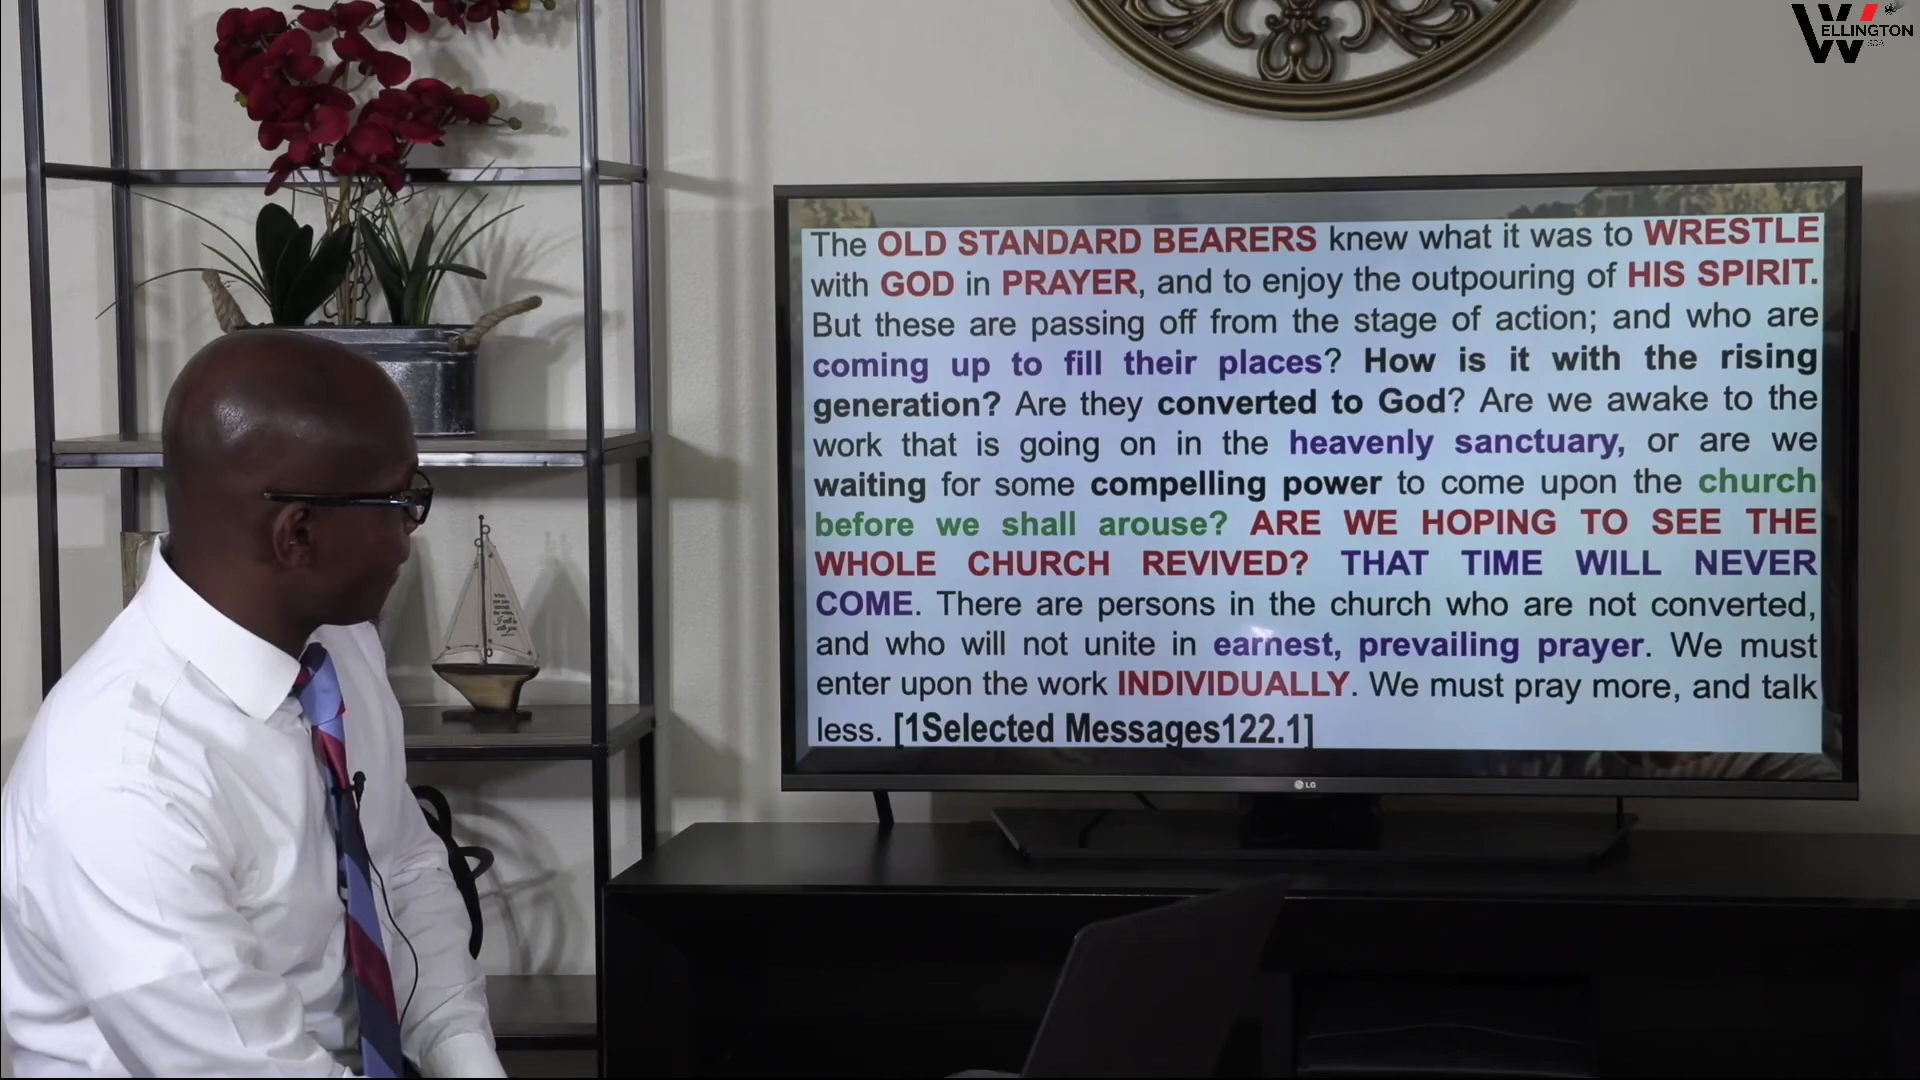 WELLINGTON
SDA
The OLD STANDARD BEARERS knew what it was to WRESTLE
with GOD in PRAYER, and to enjoy the outpouring of HIS SPIRIT.
But these are passing off from the stage of action; and who are
coming up to fill their places? How is it with the rising
generation? Are they converted to God? Are we awake to the
work that is going on in the heavenly sanctuary, or are we
waiting for some compelling power to come upon the church
before we shall arouse? ARE WE HOPING TO SEE THE
WHOLE CHURCH REVIVED? THAT TIME WILL NEVER
COME. There are persons in the church who are not converted,
and who will not unite in earnest, prevailing prayer. We must
enter upon the work INDIVIDUALLY. We must pray more, and talk
less. [1Selected Messages122.1]
LG